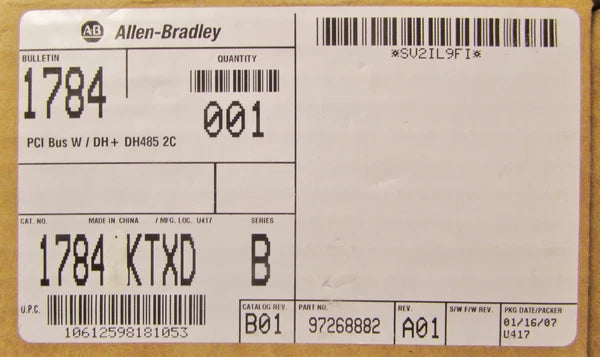 AB Allen-Bradley
*SV2IL9FI*
BULLETIN
QUANTITY
1784
001
PCI Bus W / DH+ DH485 2C
CAT. NO. MADE IN CHINA / MFG. LOC. U417 SERIES
1784 KTXD B
U.P.C.
10612598181053
CATALOG REV.
B01
PART NO.
97268882
REV.
A01
S/W F/W REV.
PKG DATE/PACKER
01/16/07
U417